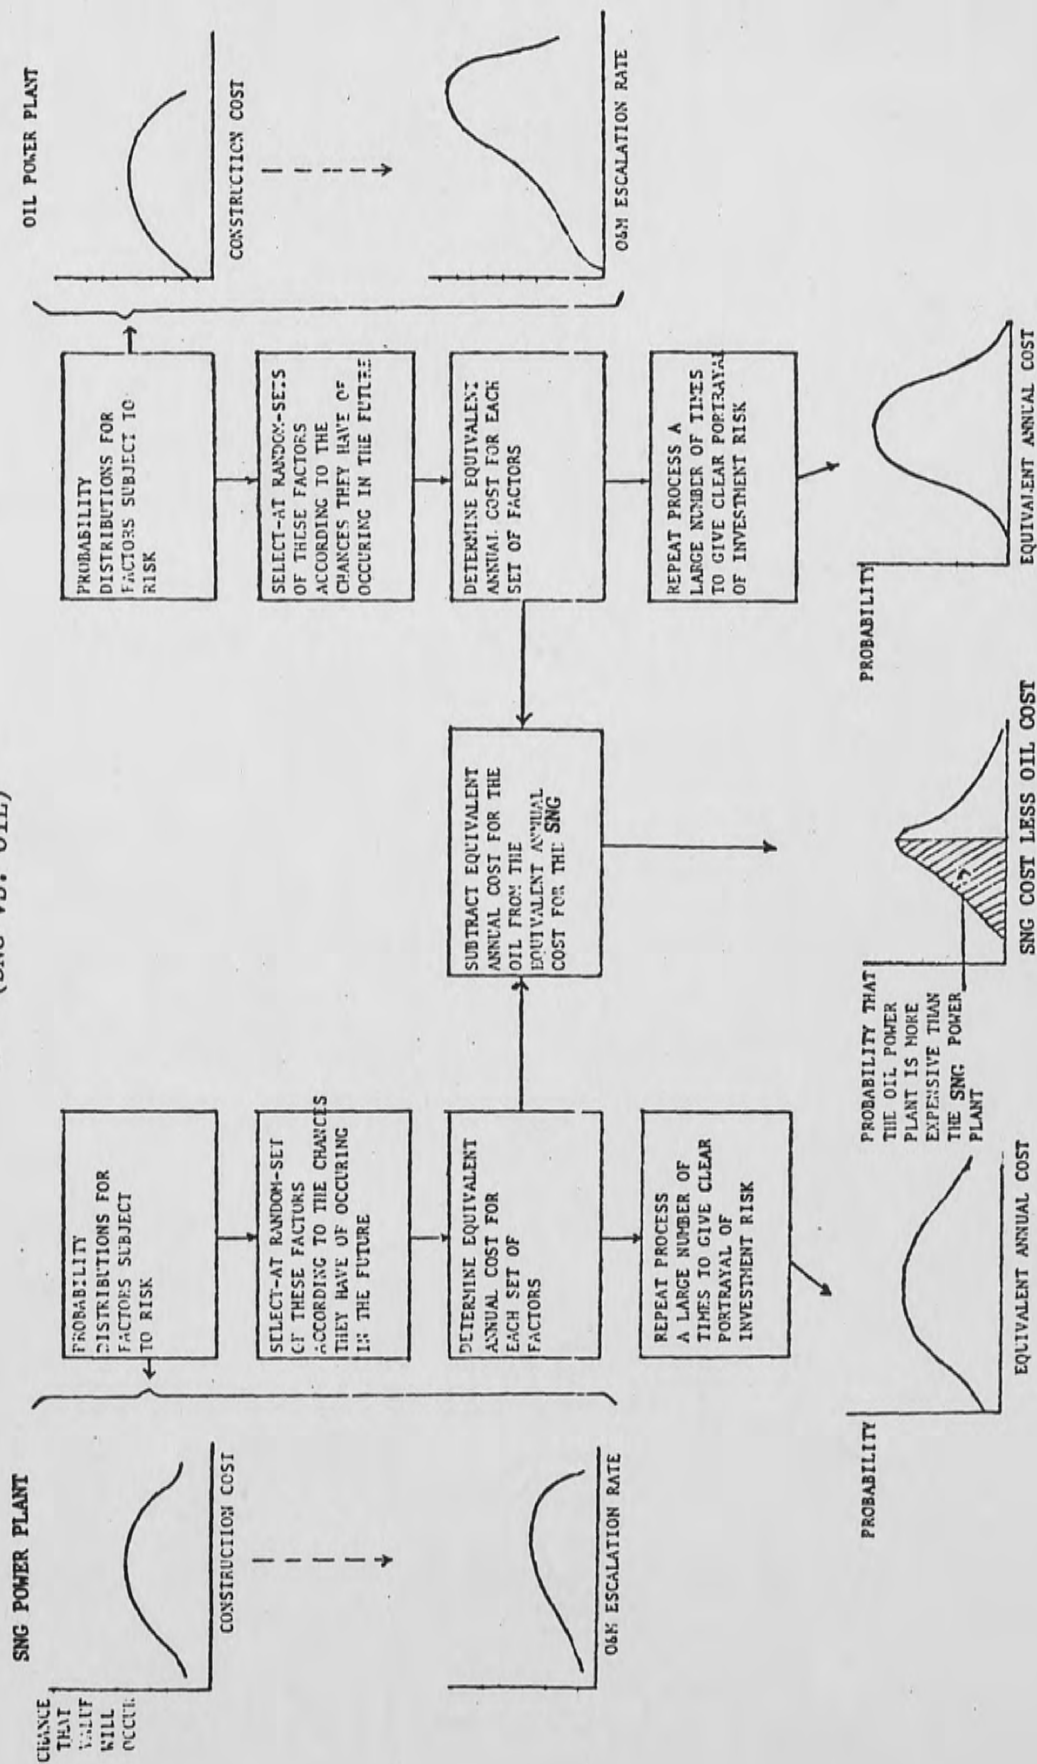 (SNG VS. OIL)
SNG POWER PLANT
CHANCE
THAT
VALUE
WILL
OCCUR
CONSTRUCTION COST
O&M ESCALATION RATE
PROBABILITY
DISTRIBUTIONS FOR
FACTORS SUBJECT
TO RISK
SELECT-AT RANDOM-SET
OF THESE FACTORS
ACCORDING TO THE CHANCES
THEY HAVE OF OCCURING
IN THE FUTURE
DETERMINE EQUIVALENT
ANNUAL COST FOR
EACH SET OF
FACTORS
REPEAT PROCESS
A LARGE NUMBER OF
TIMES TO GIVE CLEAR
PORTRAYAL OF
INVESTMENT RISK
PROBABILITY
EQUIVALENT ANNUAL COST
SUBTRACT EQUIVALENT
ANNUAL COST FOR THE
OIL FROM THE
EQUIVALENT ANNUAL
COST FOR THE SNG
PROBABILITY THAT
THE OIL POWER
PLANT IS MORE
EXPENSIVE THAN
THE SNG POWER
PLANT
SNG COST LESS OIL COST
OIL POWER PLANT
CONSTRUCTION COST
O&M ESCALATION RATE
PROBABILITY
DISTRIBUTIONS FOR
FACTORS SUBJECT TO
RISK
SELECT-AT RANDOM-SETS
OF THESE FACTORS
ACCORDING TO THE
CHANCES THEY HAVE OF
OCCURING IN THE FUTURE
DETERMINE EQUIVALENT
ANNUAL COST FOR EACH
SET OF FACTORS
REPEAT PROCESS A
LARGE NUMBER OF TIMES
TO GIVE CLEAR PORTRAYAL
OF INVESTMENT RISK
PROBABILITY
EQUIVALENT ANNUAL COST